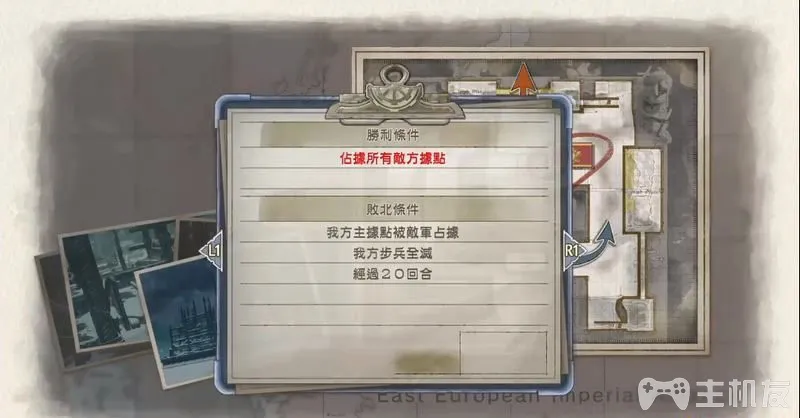 勝利條件
佔據所有敵方據點
敗北條件
我方主據點被敵軍占據
我方步兵全滅
經過20回合
L1
R1
East European Imperia
主机友